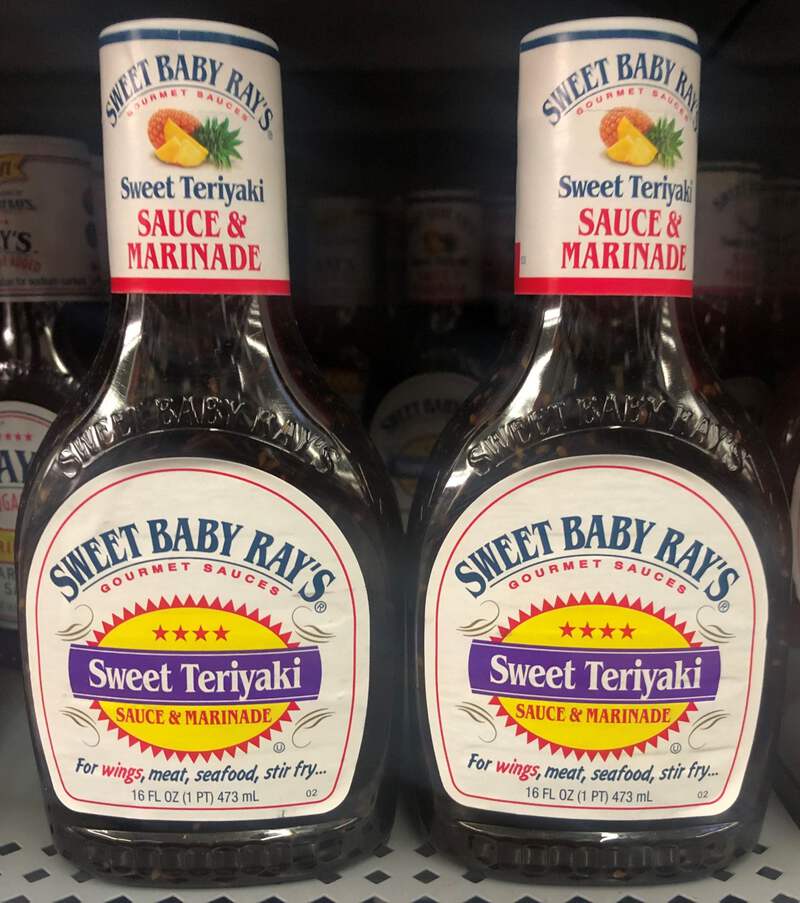 SWEET BABY RAY'S
GOURMET SAUCES
Sweet Teriyaki
SAUCE &
MARINADE
SWEET BABY RAY'S
SWEET BABY RAY'S®
GOURMET SAUCES
Sweet Teriyaki
SAUCE & MARINADE
U
For wings, meat, seafood, stir fry...
16 FL OZ (1 PT) 473 mL
02
SWEET BABY RAY'S
GOURMET SAUCES
Sweet Teriyaki
SAUCE &
MARINADE
SWEET BABY RAY'S
SWEET BABY RAY'S®
GOURMET SAUCES
Sweet Teriyaki
SAUCE & MARINADE
U
For wings, meat, seafood, stir fry...
16 FL OZ (1 PT) 473 mL
02